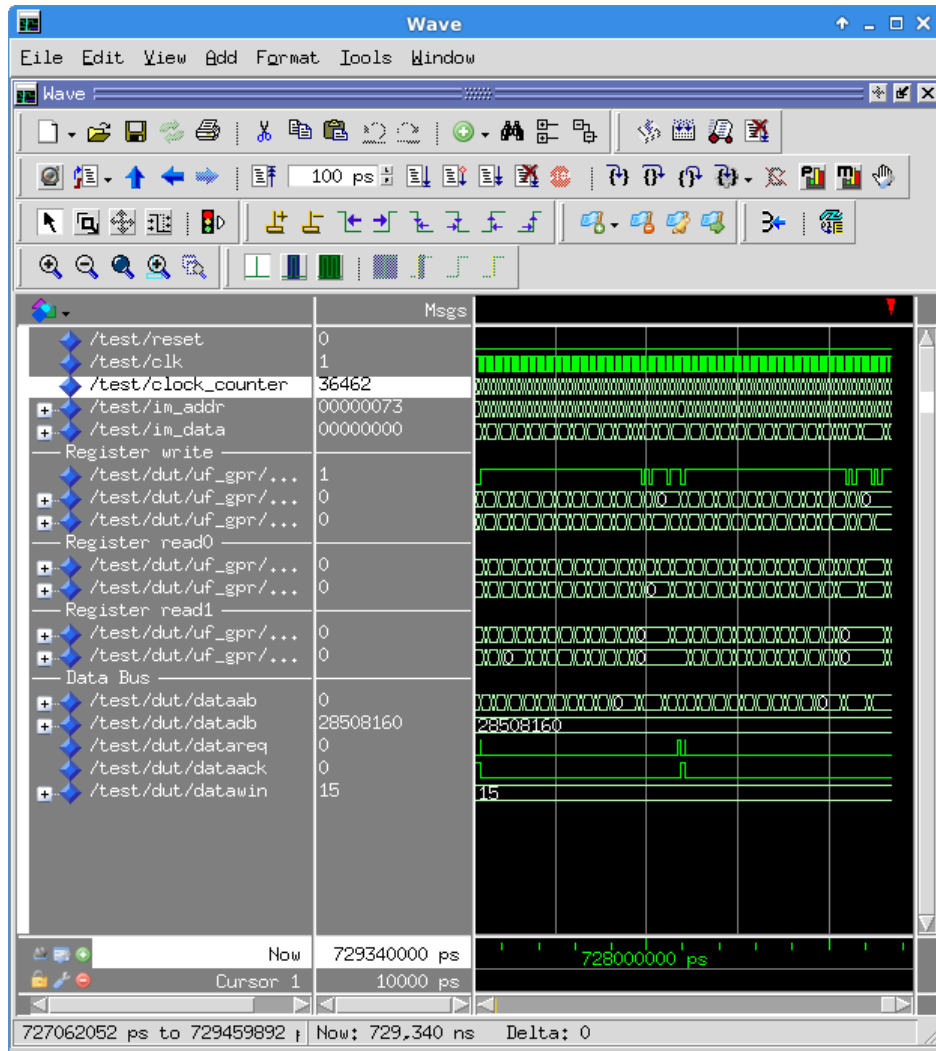 Wave
File Edit View Add Format Tools Window
Wave
100 ps
Msgs
/test/reset 0
/test/clk 1
/test/clock_counter 36462
/test/im_addr 00000073
/test/im_data 00000000
Register write
/test/dut/uf_gpr/... 1
/test/dut/uf_gpr/... 0
/test/dut/uf_gpr/... 0
Register read0
/test/dut/uf_gpr/... 0
/test/dut/uf_gpr/... 0
Register read1
/test/dut/uf_gpr/... 0
/test/dut/uf_gpr/... 0
Data Bus
/test/dut/dataab 0
/test/dut/datadb 28508160 28508160
/test/dut/datareq 0
/test/dut/dataack 0
/test/dut/datawin 15 15
Now 729340000 ps 728000000 ps
Cursor 1 10000 ps
727062052 ps to 729459892 Now: 729,340 ns Delta: 0